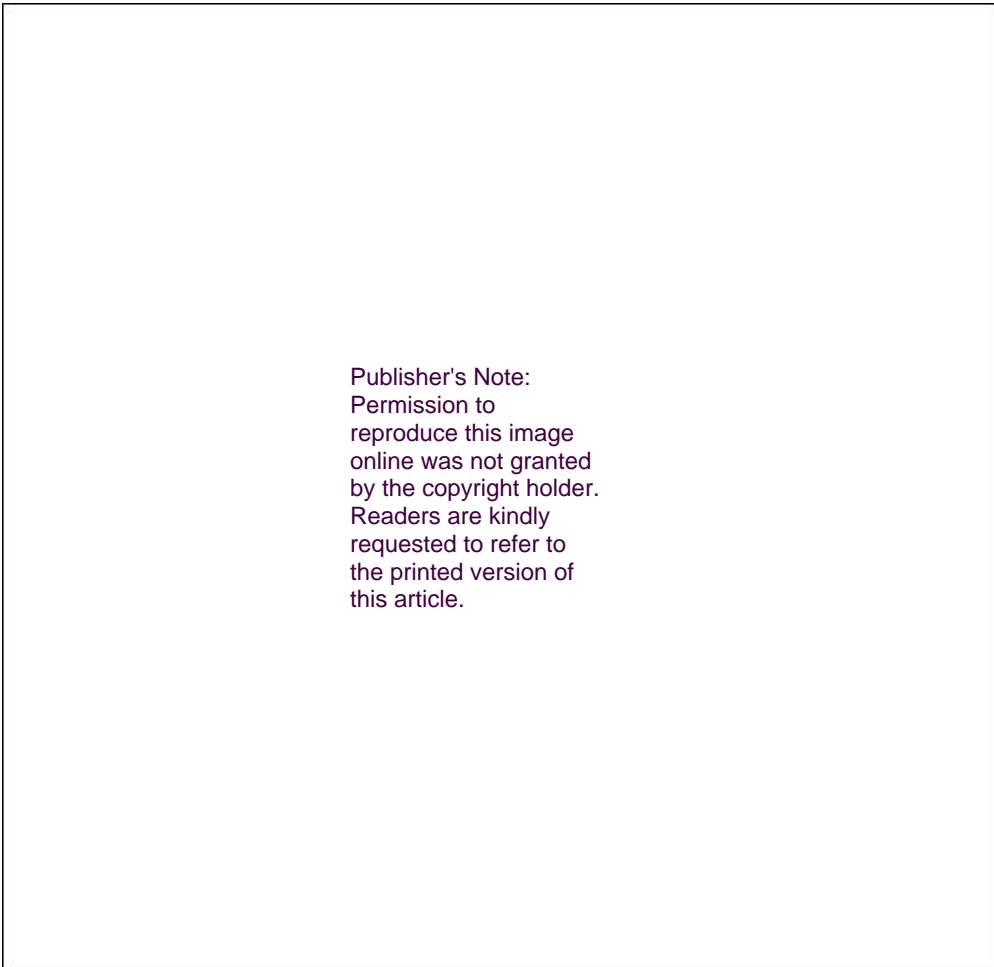 Publisher's Note:
Permission to
reproduce this image
online was not granted
by the copyright holder.
Readers are kindly
requested to refer to
the printed version of
this article.